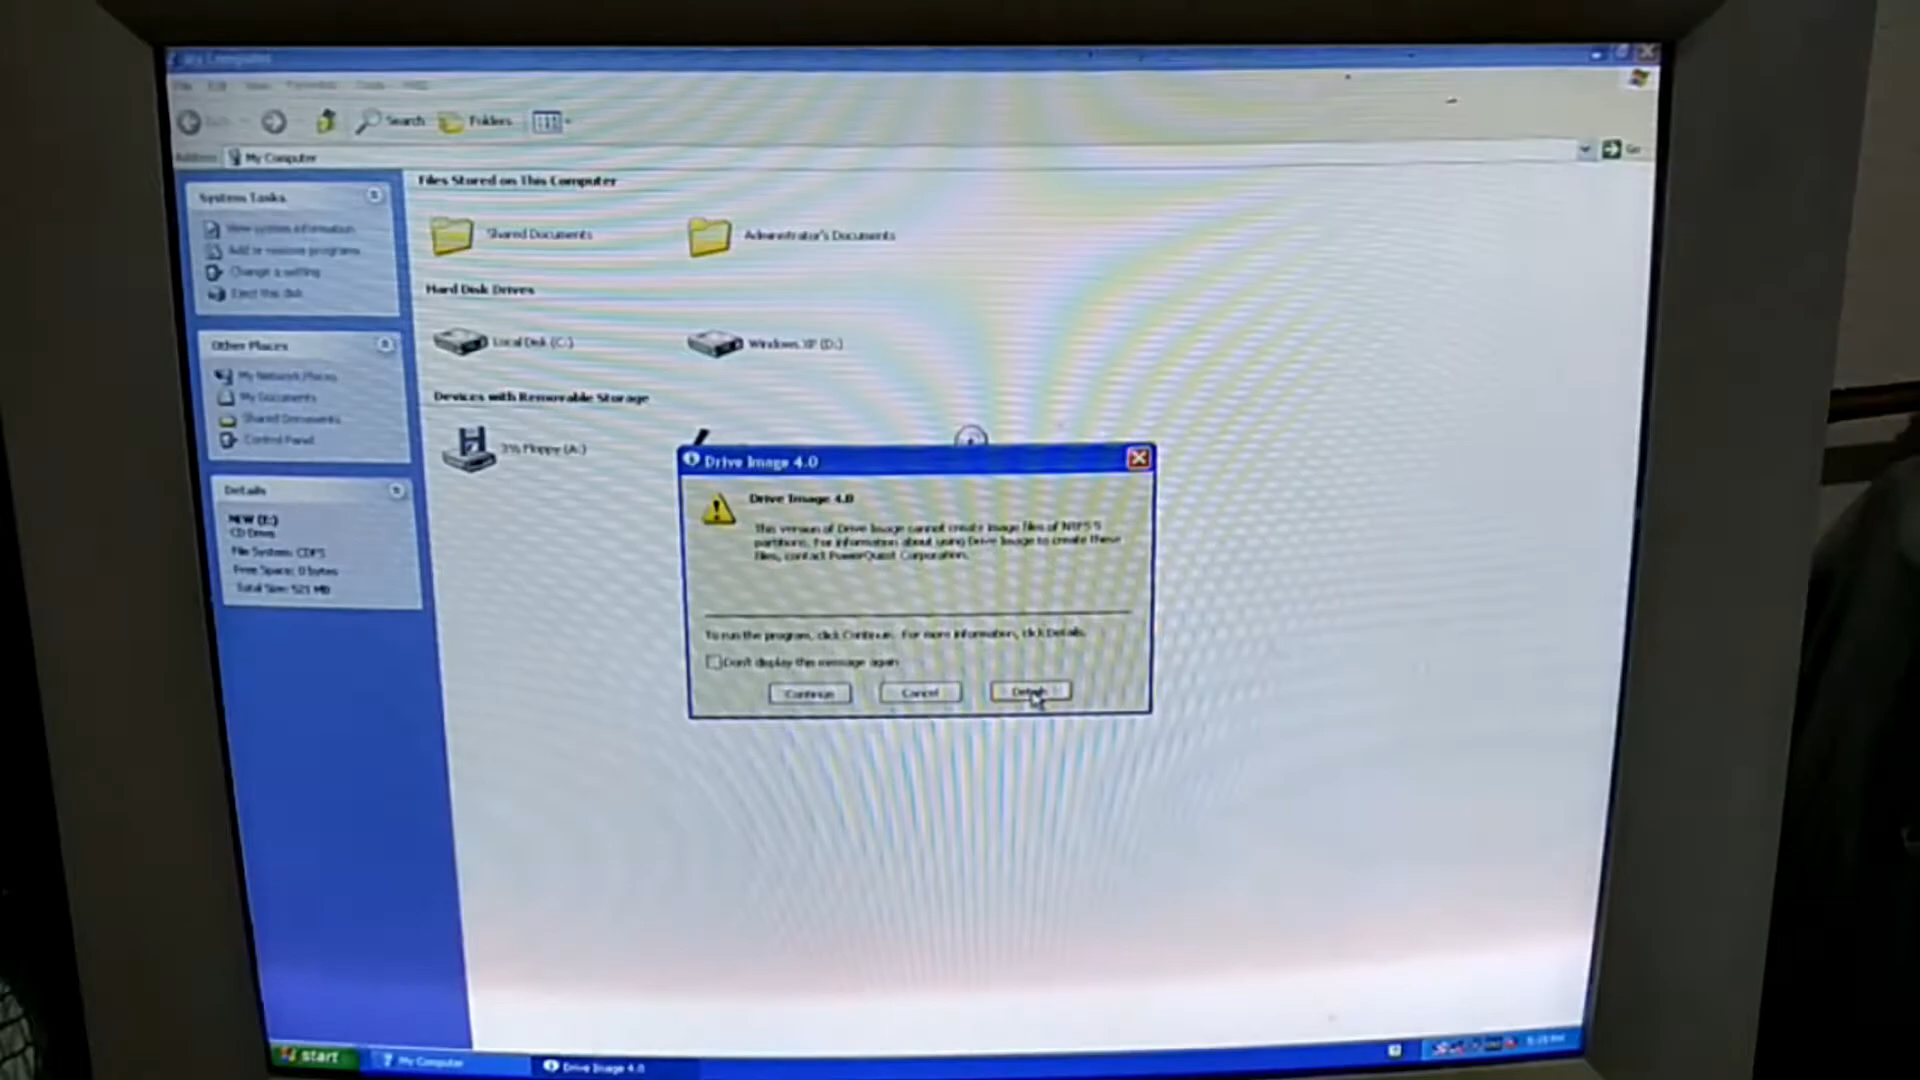 My Computer
Search
Folders
Address
My Computer
Go
System Tasks
View system information
Add or remove programs
Change a setting
Eject this disk
Other Places
My Network Places
My Documents
Shared Documents
Control Panel
Details
NEW (E:)
CD Drive
File System: CDFS
Free Space: 0 bytes
Total Size: 521 MB
Files Stored on This Computer
Shared Documents
Administrator's Documents
Hard Disk Drives
Local Disk (C:)
Windows XP (D:)
Devices with Removable Storage
3½ Floppy (A:)
Drive Image 4.0
Drive Image 4.0
This version of Drive Image cannot create image files of NTFS 5
partitions. For information about using Drive Image to create these
files, contact PowerQuest Corporation.
To run the program, click Continue. For more information, click Details.
Don't display this message again
Continue
Cancel
Details
start
My Computer
Drive Image 4.0